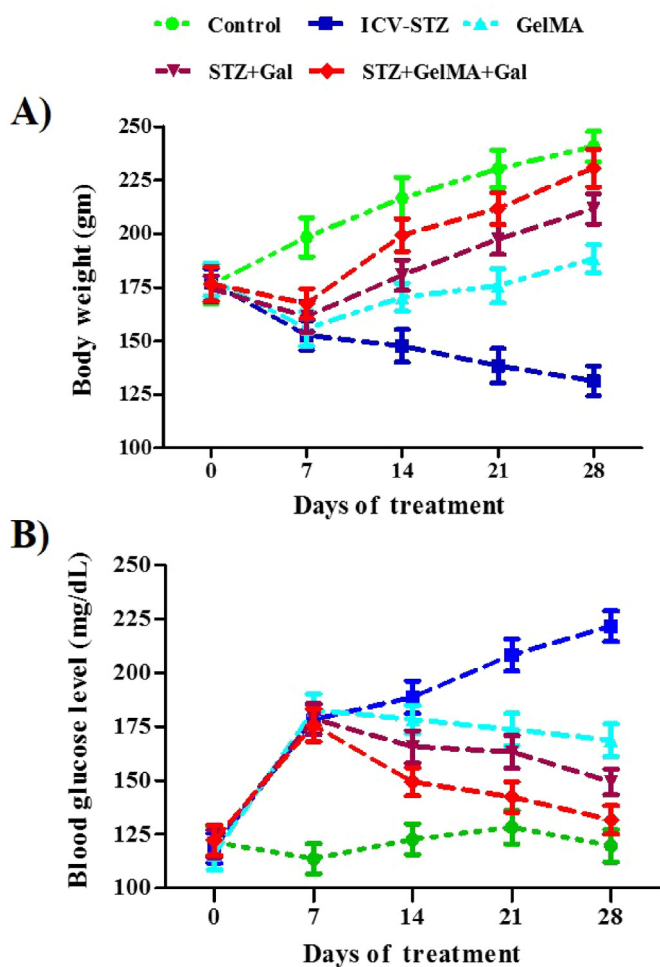 Control ICV-STZ GelMA
STZ+Gal STZ+GelMA+Gal
A)
250
225
200
175
150
125
100
Body weight (gm)
0 7 14 21 28
Days of treatment
B)
250
225
200
175
150
125
100
Blood glucose level (mg/dL)
0 7 14 21 28
Days of treatment